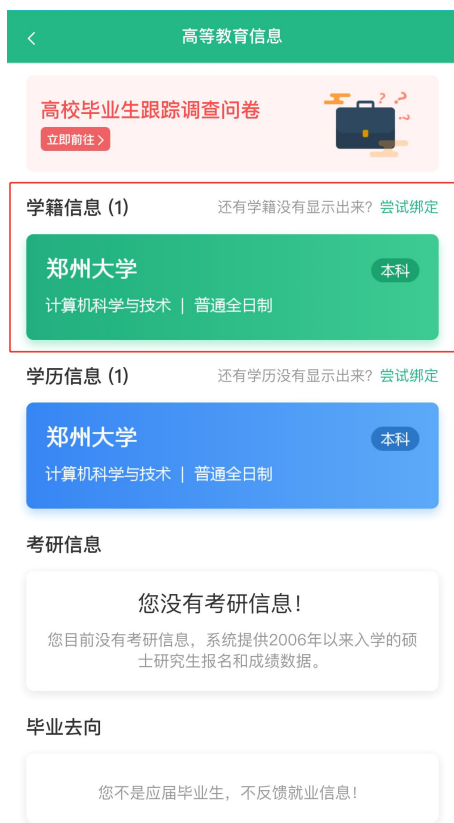 高等教育信息
高校毕业生跟踪调查问卷
立即前往>
学籍信息 (1) 还有学籍没有显示出来？尝试绑定
郑州大学 本科
计算机科学与技术 | 普通全日制
学历信息 (1) 还有学历没有显示出来？尝试绑定
郑州大学 本科
计算机科学与技术 | 普通全日制
考研信息
您没有考研信息！
您目前没有考研信息，系统提供2006年以来入学的硕
士研究生报名和成绩数据。
毕业去向
您不是应届毕业生，不反馈就业信息！